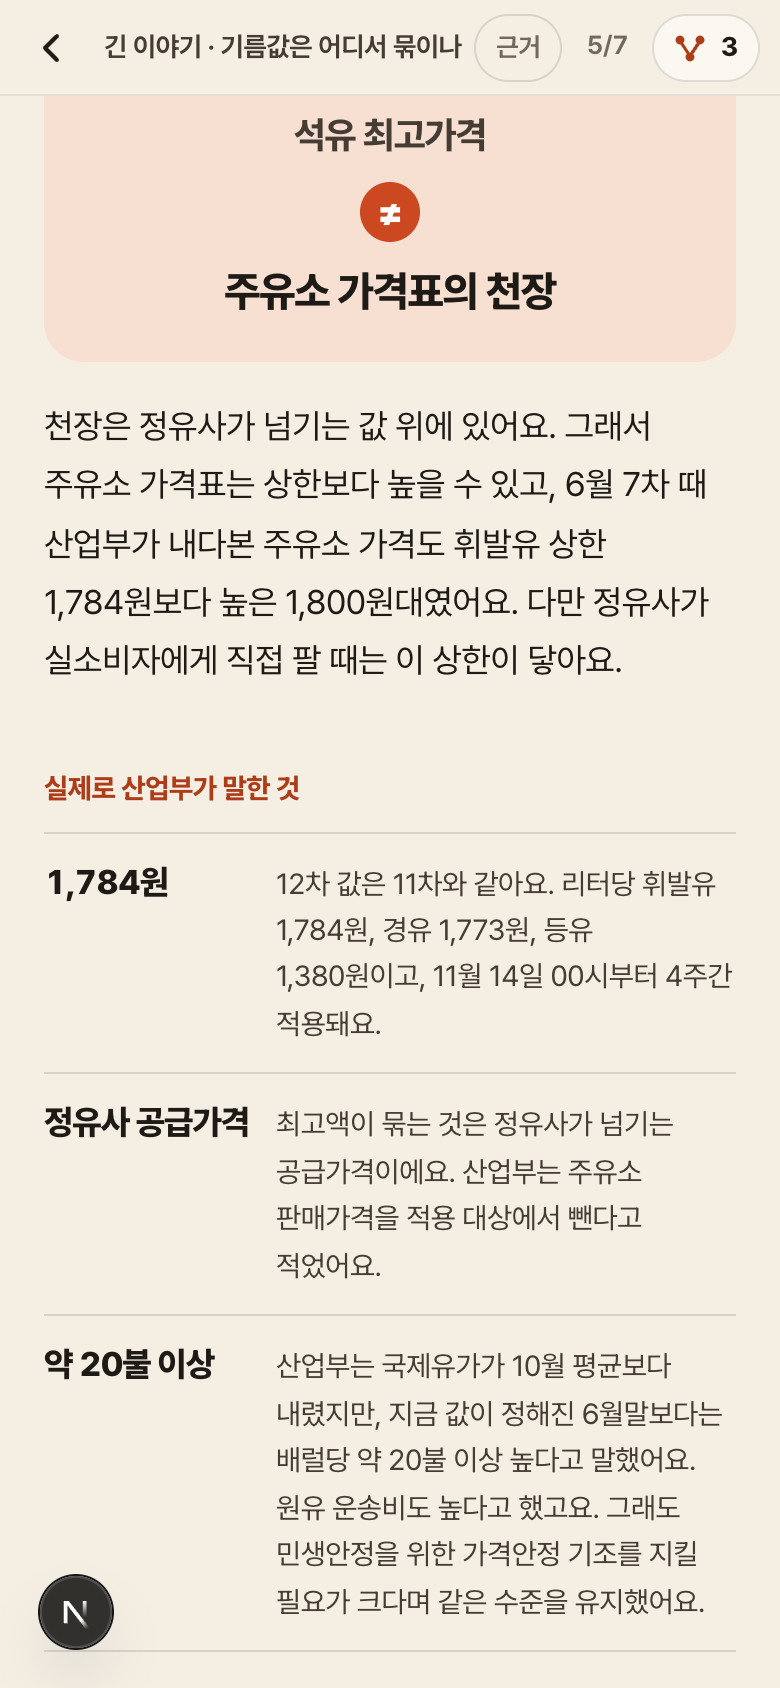 긴 이야기 · 기름값은 어디서 묶이나
근거
5/7
3
석유 최고가격
≠
주유소 가격표의 천장
천장은 정유사가 넘기는 값 위에 있어요. 그래서
주유소 가격표는 상한보다 높을 수 있고, 6월 7차 때
산업부가 내다본 주유소 가격도 휘발유 상한
1,784원보다 높은 1,800원대였어요. 다만 정유사가
실소비자에게 직접 팔 때는 이 상한이 닿아요.
실제로 산업부가 말한 것
1,784원
12차 값은 11차와 같아요. 리터당 휘발유
1,784원, 경유 1,773원, 등유
1,380원이고, 11월 14일 00시부터 4주간
적용돼요.
정유사 공급가격
최고액이 묶는 것은 정유사가 넘기는
공급가격이에요. 산업부는 주유소
판매가격을 적용 대상에서 뺀다고
적었어요.
약 20불 이상
산업부는 국제유가가 10월 평균보다
내렸지만, 지금 값이 정해진 6월말보다는
배럴당 약 20불 이상 높다고 말했어요.
원유 운송비도 높다고 했고요. 그래도
민생안정을 위한 가격안정 기조를 지킬
필요가 크다며 같은 수준을 유지했어요.
N